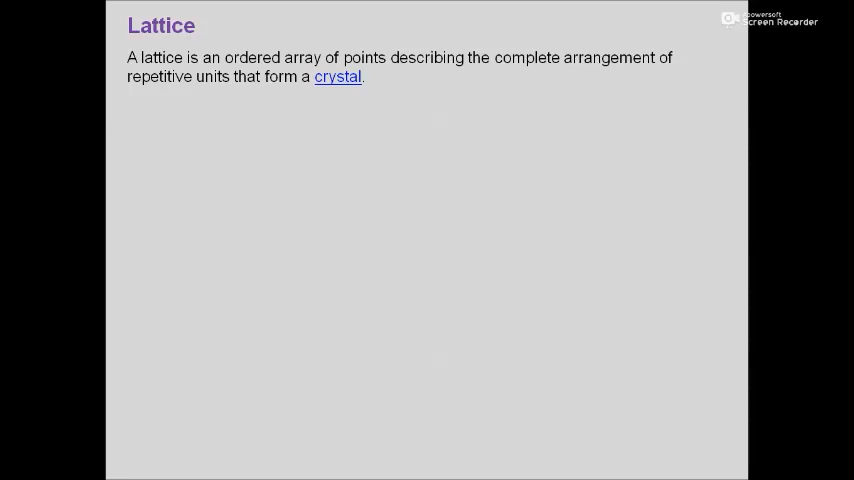 Lattice
A lattice is an ordered array of points describing the complete arrangement of
repetitive units that form a crystal.
Apowersoft
Screen Recorder